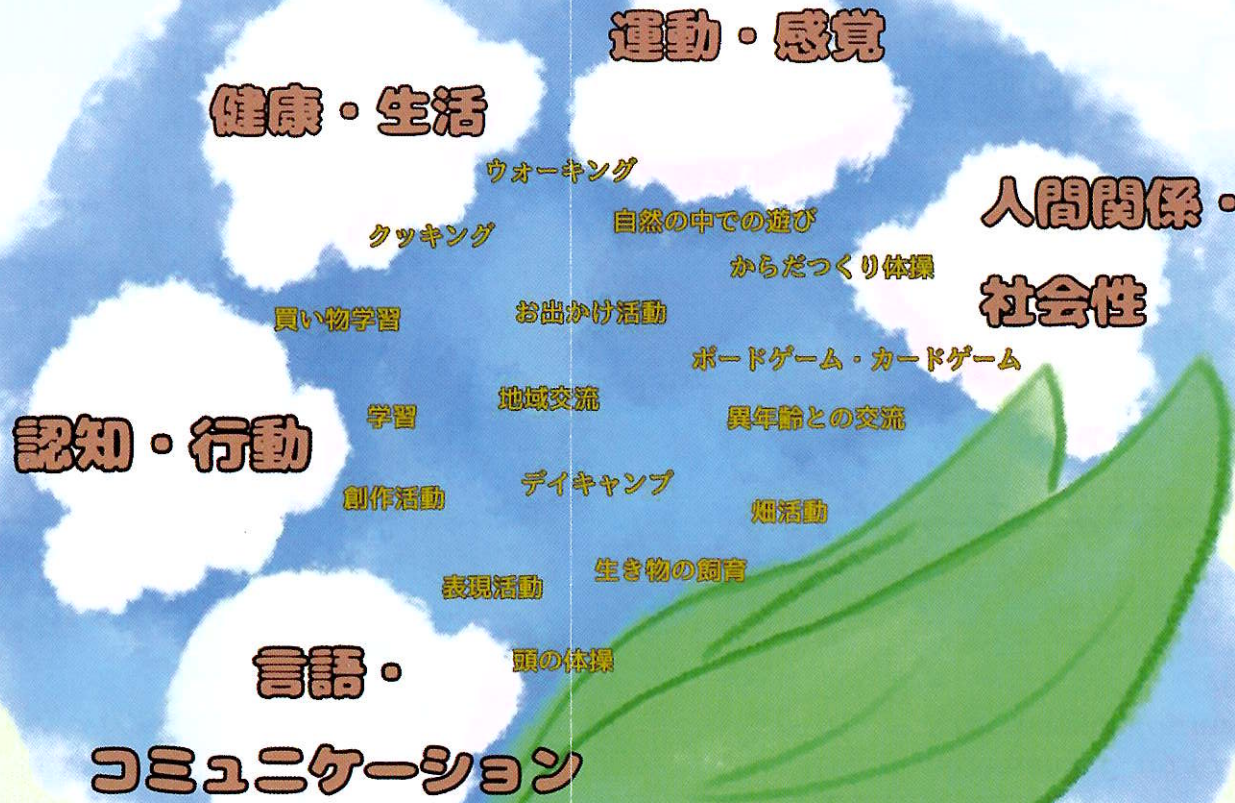 運動・感覚
健康・生活
ウォーキング
人間関係・
社会性
自然の中での遊び
クッキング
からだつくり体操
お出かけ活動
買い物学習
ボードゲーム・カードゲーム
地域交流
学習
異年齢との交流
認知・行動
デイキャンプ
創作活動
畑活動
生き物の飼育
表現活動
頭の体操
言語・
コミュニケーション